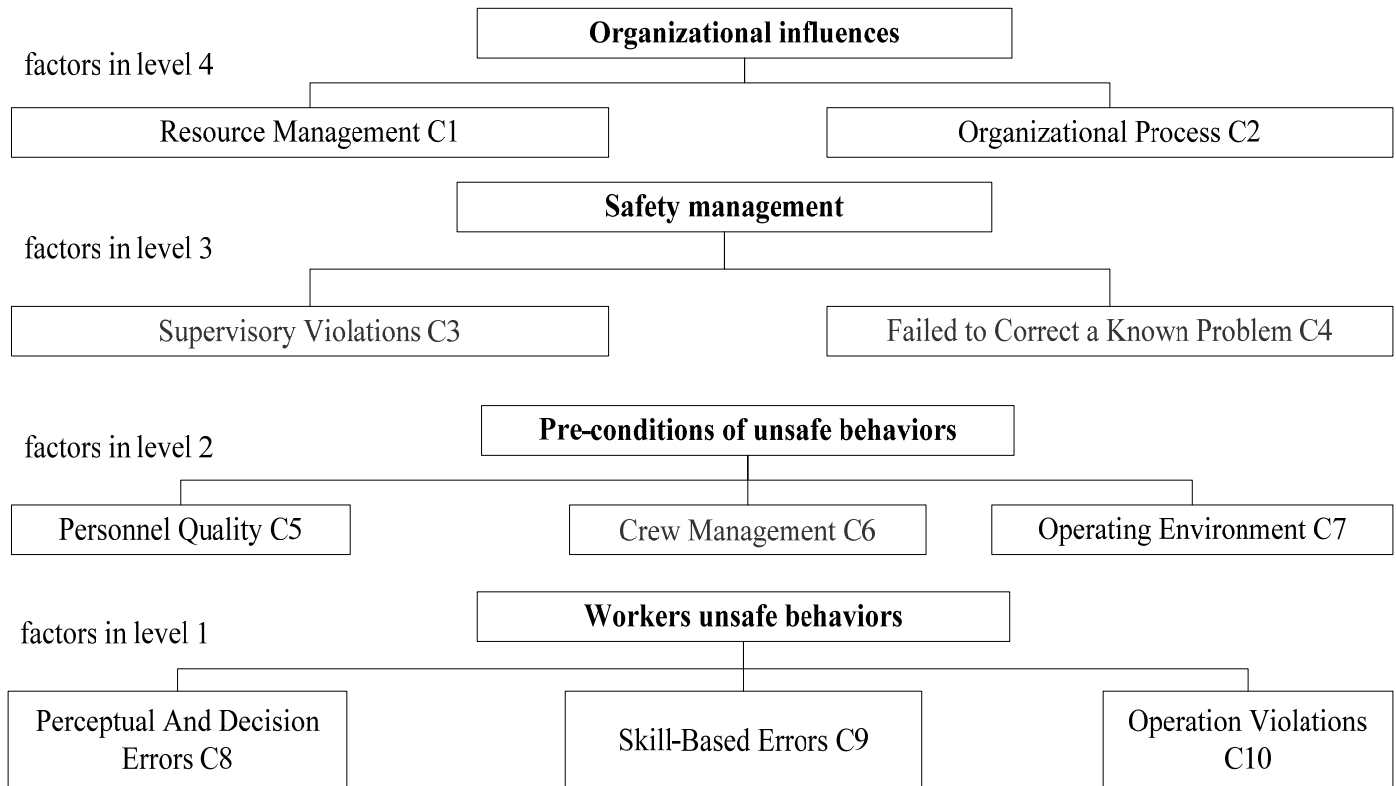 Organizational influences
factors in level 4
Resource Management C1
Organizational Process C2
Safety management
factors in level 3
Supervisory Violations C3
Failed to Correct a Known Problem C4
Pre-conditions of unsafe behaviors
factors in level 2
Personnel Quality C5
Crew Management C6
Operating Environment C7
Workers unsafe behaviors
factors in level 1
Perceptual And Decision
Errors C8
Skill-Based Errors C9
Operation Violations
C10